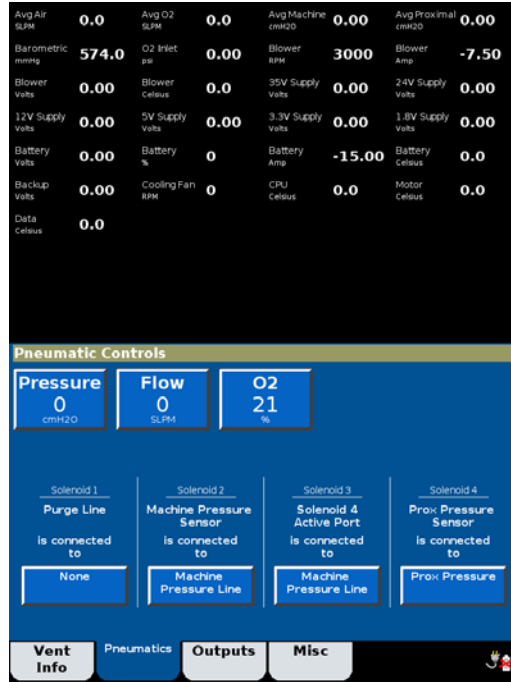 Avg Air SLPM 0.0 Avg O2 SLPM 0.0 Avg Machine cmH2O 0.00 Avg Proximal cmH2O 0.00
Barometric mmHg 574.0 O2 Inlet psi 0.00 Blower RPM 3000 Blower Amp -7.50
Blower Volts 0.00 Blower Celsius 0.0 35V Supply Volts 0.00 24V Supply Volts 0.00
12V Supply Volts 0.00 5V Supply Volts 0.00 3.3V Supply Volts 0.00 1.8V Supply Volts 0.00
Battery Volts 0.00 Battery % 0 Battery Amp -15.00 Battery Celsius 0.0
Backup Volts 0.00 Cooling Fan RPM 0 CPU Celsius 0.0 Motor Celsius 0.0
Data Celsius 0.0
Pneumatic Controls
Pressure
0
cmH2O
Flow
0
SLPM
O2
21
%
Solenoid 1
Purge Line
is connected
to
None
Solenoid 2
Machine Pressure
Sensor
is connected
to
Machine
Pressure Line
Solenoid 3
Solenoid 4
Active Port
is connected
to
Machine
Pressure Line
Solenoid 4
Prox Pressure
Sensor
is connected
to
Prox Pressure
Vent
Info
Pneumatics
Outputs
Misc